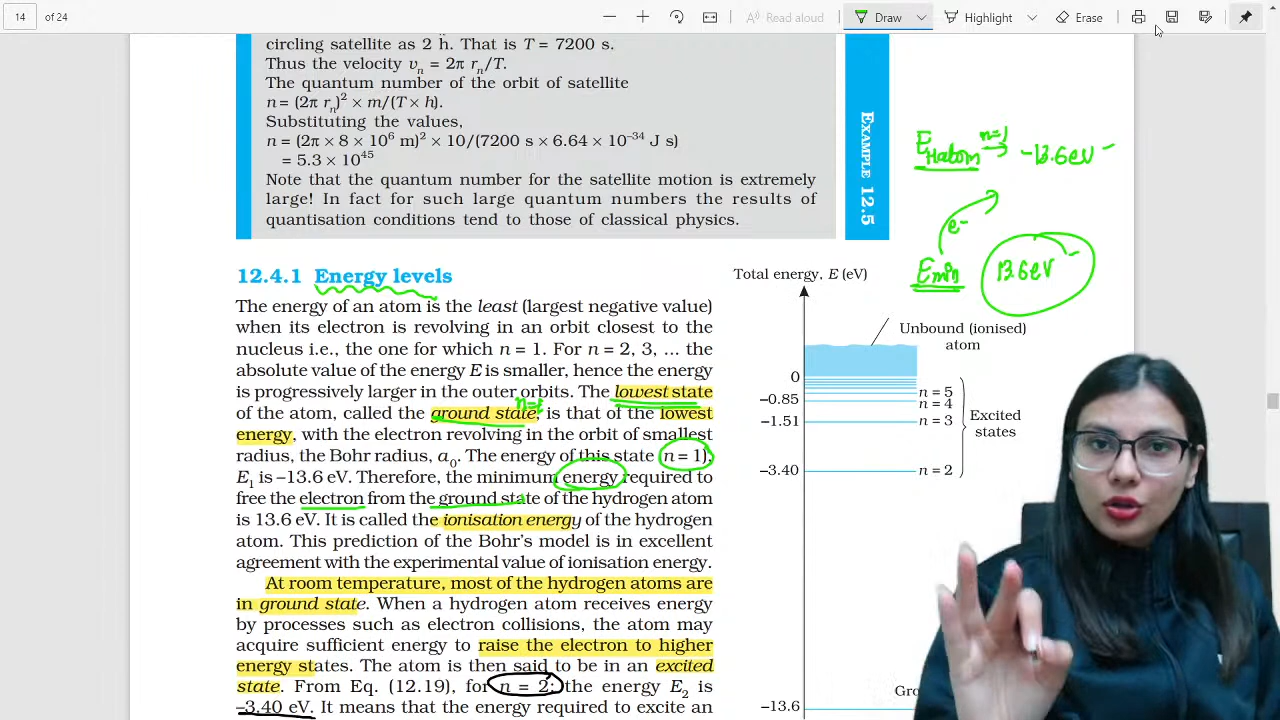 14 of 24
Read aloud
Draw
Highlight
Erase
circling satellite as 2 h. That is T = 7200 s.
Thus the velocity vₙ = 2π rₙ/T.
The quantum number of the orbit of satellite
n = (2π rₙ)² × m/(T × h).
Substituting the values,
n = (2π × 8 × 10⁶ m)² × 10/(7200 s × 6.64 × 10⁻³⁴ J s)
= 5.3 × 10⁴⁵
Note that the quantum number for the satellite motion is extremely
large! In fact for such large quantum numbers the results of
quantisation conditions tend to those of classical physics.
EXAMPLE 12.5
E H atom n=1 → -13.6eV
e-
Emin 13.6eV
12.4.1 Energy levels
The energy of an atom is the least (largest negative value)
when its electron is revolving in an orbit closest to the
nucleus i.e., the one for which n = 1. For n = 2, 3, ... the
absolute value of the energy E is smaller, hence the energy
is progressively larger in the outer orbits. The lowest state
n=1
of the atom, called the ground state, is that of the lowest
energy, with the electron revolving in the orbit of smallest
radius, the Bohr radius, a₀. The energy of this state (n = 1),
E₁ is –13.6 eV. Therefore, the minimum energy required to
free the electron from the ground state of the hydrogen atom
is 13.6 eV. It is called the ionisation energy of the hydrogen
atom. This prediction of the Bohr's model is in excellent
agreement with the experimental value of ionisation energy.
At room temperature, most of the hydrogen atoms are
in ground state. When a hydrogen atom receives energy
by processes such as electron collisions, the atom may
acquire sufficient energy to raise the electron to higher
energy states. The atom is then said to be in an excited
state. From Eq. (12.19), for n = 2; the energy E₂ is
–3.40 eV. It means that the energy required to excite an
Total energy, E (eV)
Unbound (ionised)
atom
0
n = 5
–0.85 n = 4
–1.51 n = 3
Excited
states
–3.40 n = 2
–13.6